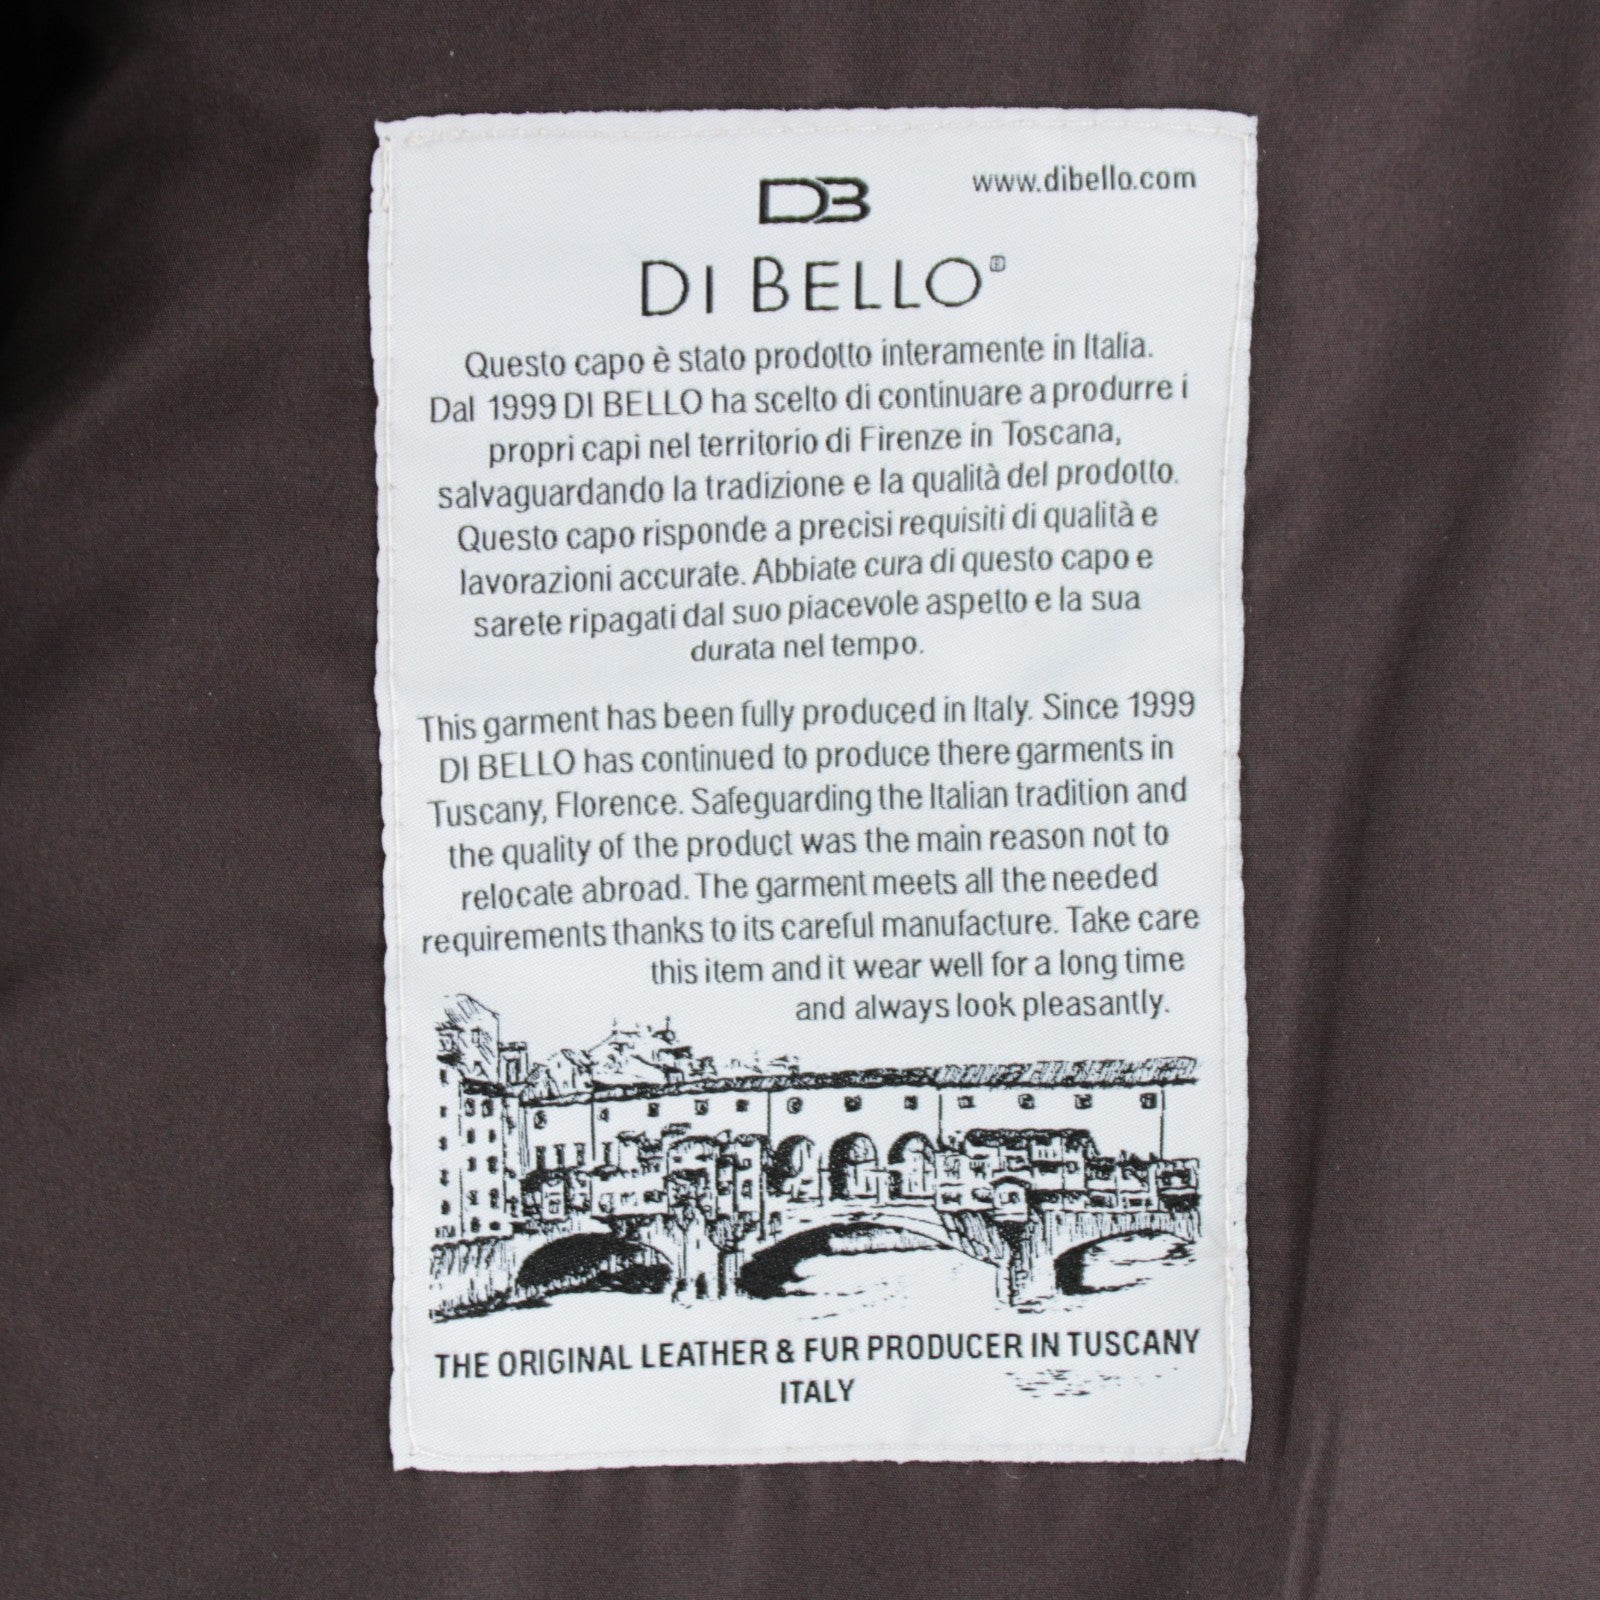 DB
www.dibello.com
DI BELLO®
Questo capo è stato prodotto interamente in Italia.
Dal 1999 DI BELLO ha scelto di continuare a produrre i
propri capi nel territorio di Firenze in Toscana,
salvaguardando la tradizione e la qualità del prodotto.
Questo capo risponde a precisi requisiti di qualità e
lavorazioni accurate. Abbiate cura di questo capo e
sarete ripagati dal suo piacevole aspetto e la sua
durata nel tempo.
This garment has been fully produced in Italy. Since 1999
DI BELLO has continued to produce there garments in
Tuscany, Florence. Safeguarding the Italian tradition and
the quality of the product was the main reason not to
relocate abroad. The garment meets all the needed
requirements thanks to its careful manufacture. Take care
this item and it wear well for a long time
and always look pleasantly.
THE ORIGINAL LEATHER & FUR PRODUCER IN TUSCANY
ITALY